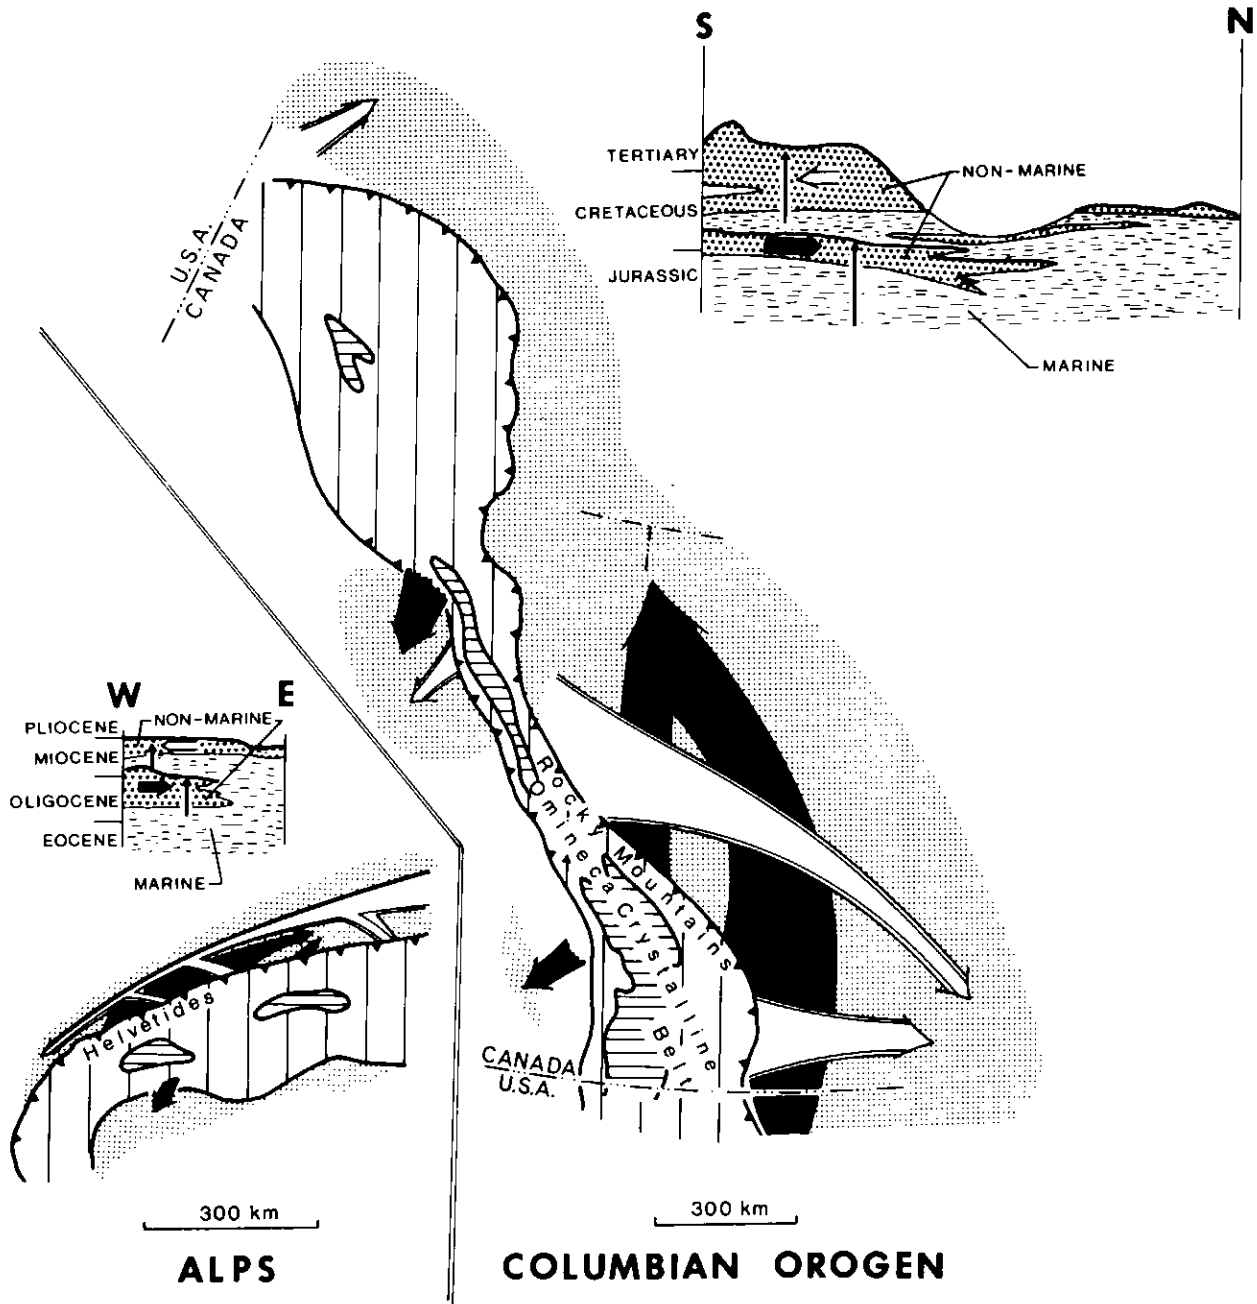 S N
TERTIARY
NON-MARINE
CRETACEOUS
JURASSIC
MARINE
U.S.A.
CANADA
W E
PLIOCENE
NON-MARINE
MIOCENE
OLIGOCENE
EOCENE
MARINE
Rocky Mountains
Omineca Crystalline Belt
Helvetides
CANADA
U.S.A.
300 km
300 km
ALPS
COLUMBIAN OROGEN